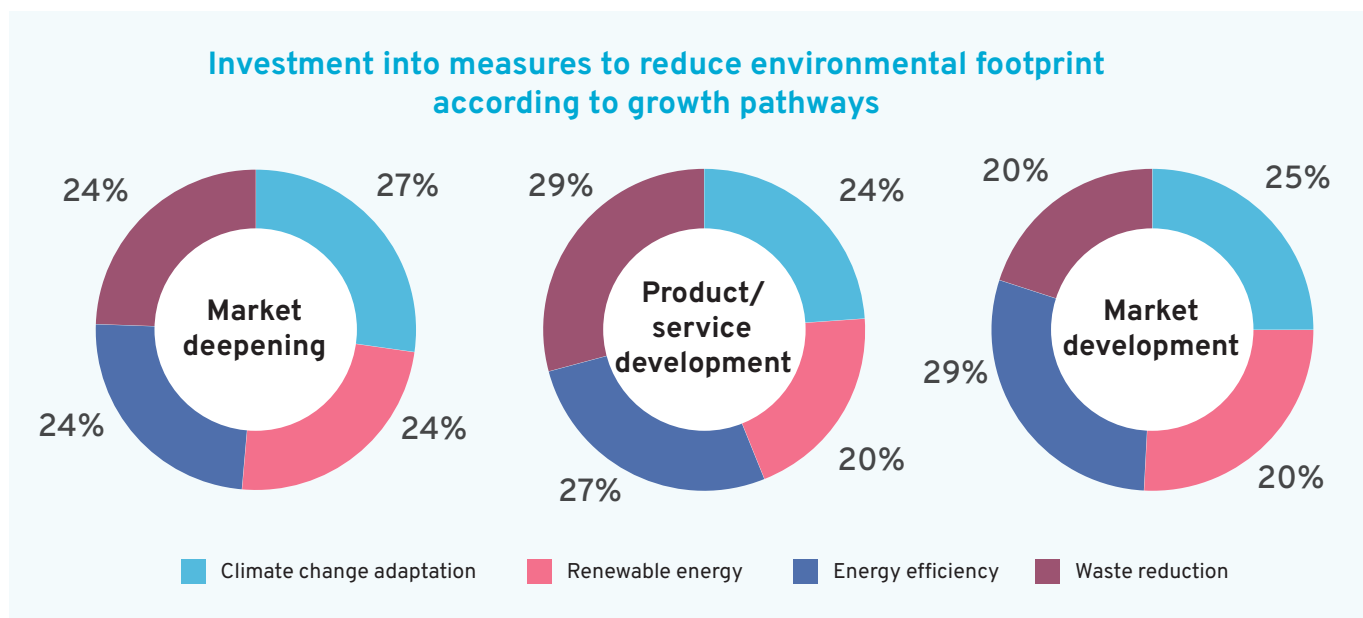 Investment into measures to reduce environmental footprint
according to growth pathways
24%
27%
Market
deepening
24%
24%
29%
24%
Product/
service
development
27%
20%
20%
25%
Market
development
29%
20%
Climate change adaptation
Renewable energy
Energy efficiency
Waste reduction